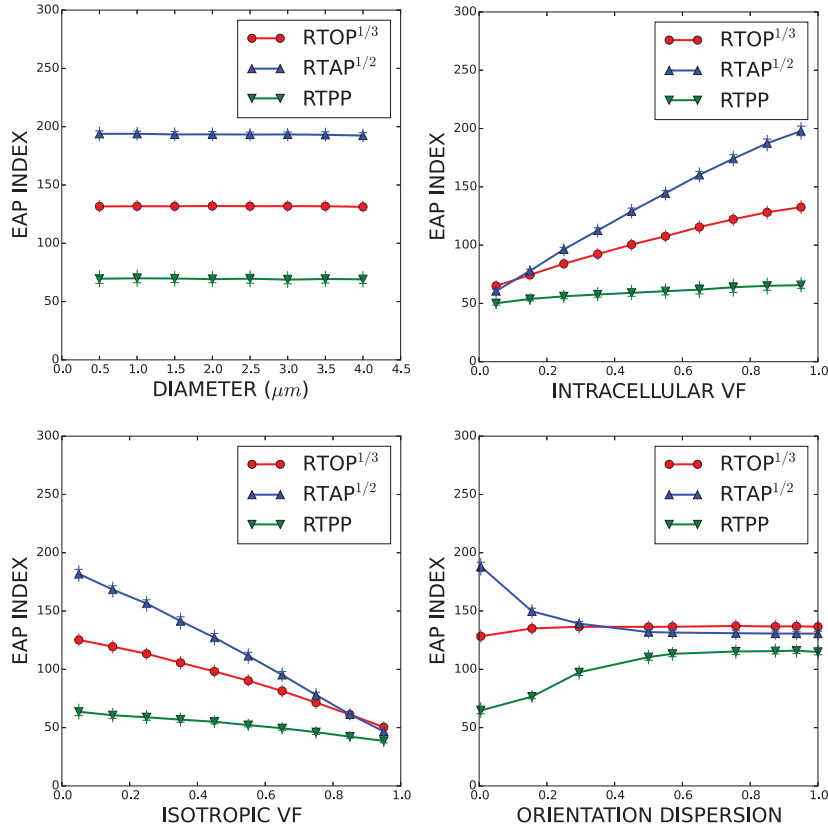 300
250
200
150
100
50
0
EAP INDEX
RTOP^{1/3}
RTAP^{1/2}
RTPP
0.0 0.5 1.0 1.5 2.0 2.5 3.0 3.5 4.0 4.5
DIAMETER (μm)
300
250
200
150
100
50
0
EAP INDEX
RTOP^{1/3}
RTAP^{1/2}
RTPP
0.0 0.2 0.4 0.6 0.8 1.0
INTRACELLULAR VF
300
250
200
150
100
50
0
EAP INDEX
RTOP^{1/3}
RTAP^{1/2}
RTPP
0.0 0.2 0.4 0.6 0.8 1.0
ISOTROPIC VF
300
250
200
150
100
50
0
EAP INDEX
RTOP^{1/3}
RTAP^{1/2}
RTPP
0.0 0.2 0.4 0.6 0.8 1.0
ORIENTATION DISPERSION